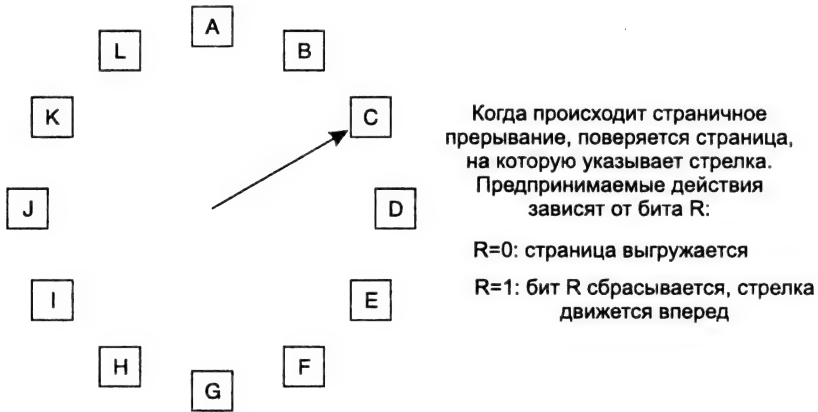 A
L
B
K
C
J
D
I
E
H
F
G
Когда происходит страничное
прерывание, поверяется страница,
на которую указывает стрелка.
Предпринимаемые действия
зависят от бита R:
R=0: страница выгружается
R=1: бит R сбрасывается, стрелка
движется вперед